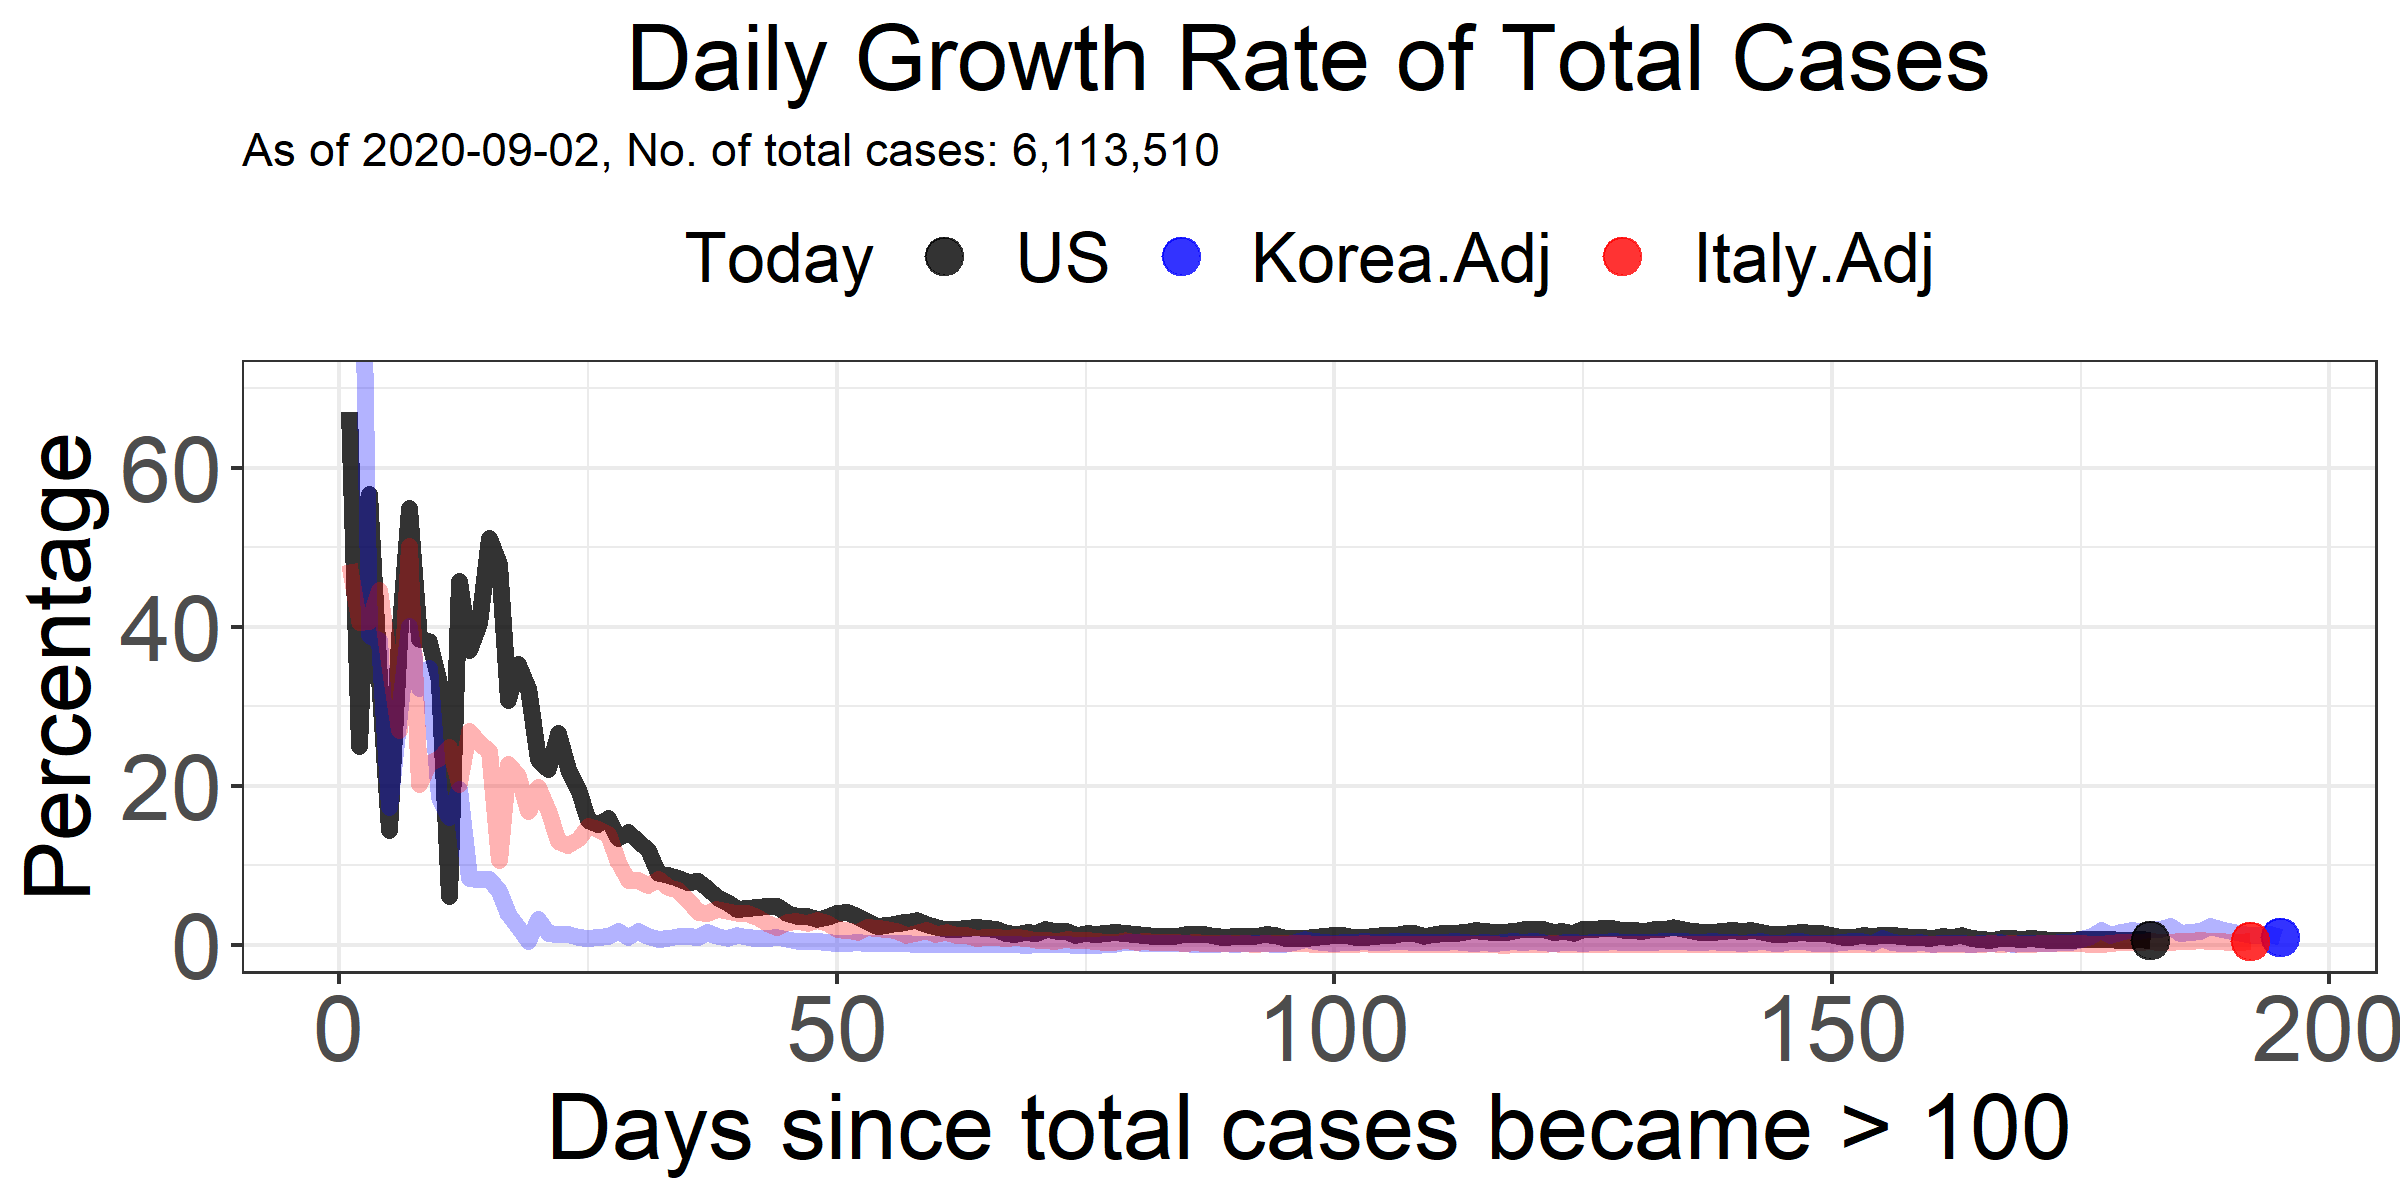 Daily Growth Rate of Total Cases
As of 2020-09-02, No. of total cases: 6,113,510
Today US Korea.Adj Italy.Adj
Percentage
60
40
20
0
0 50 100 150 200
Days since total cases became > 100